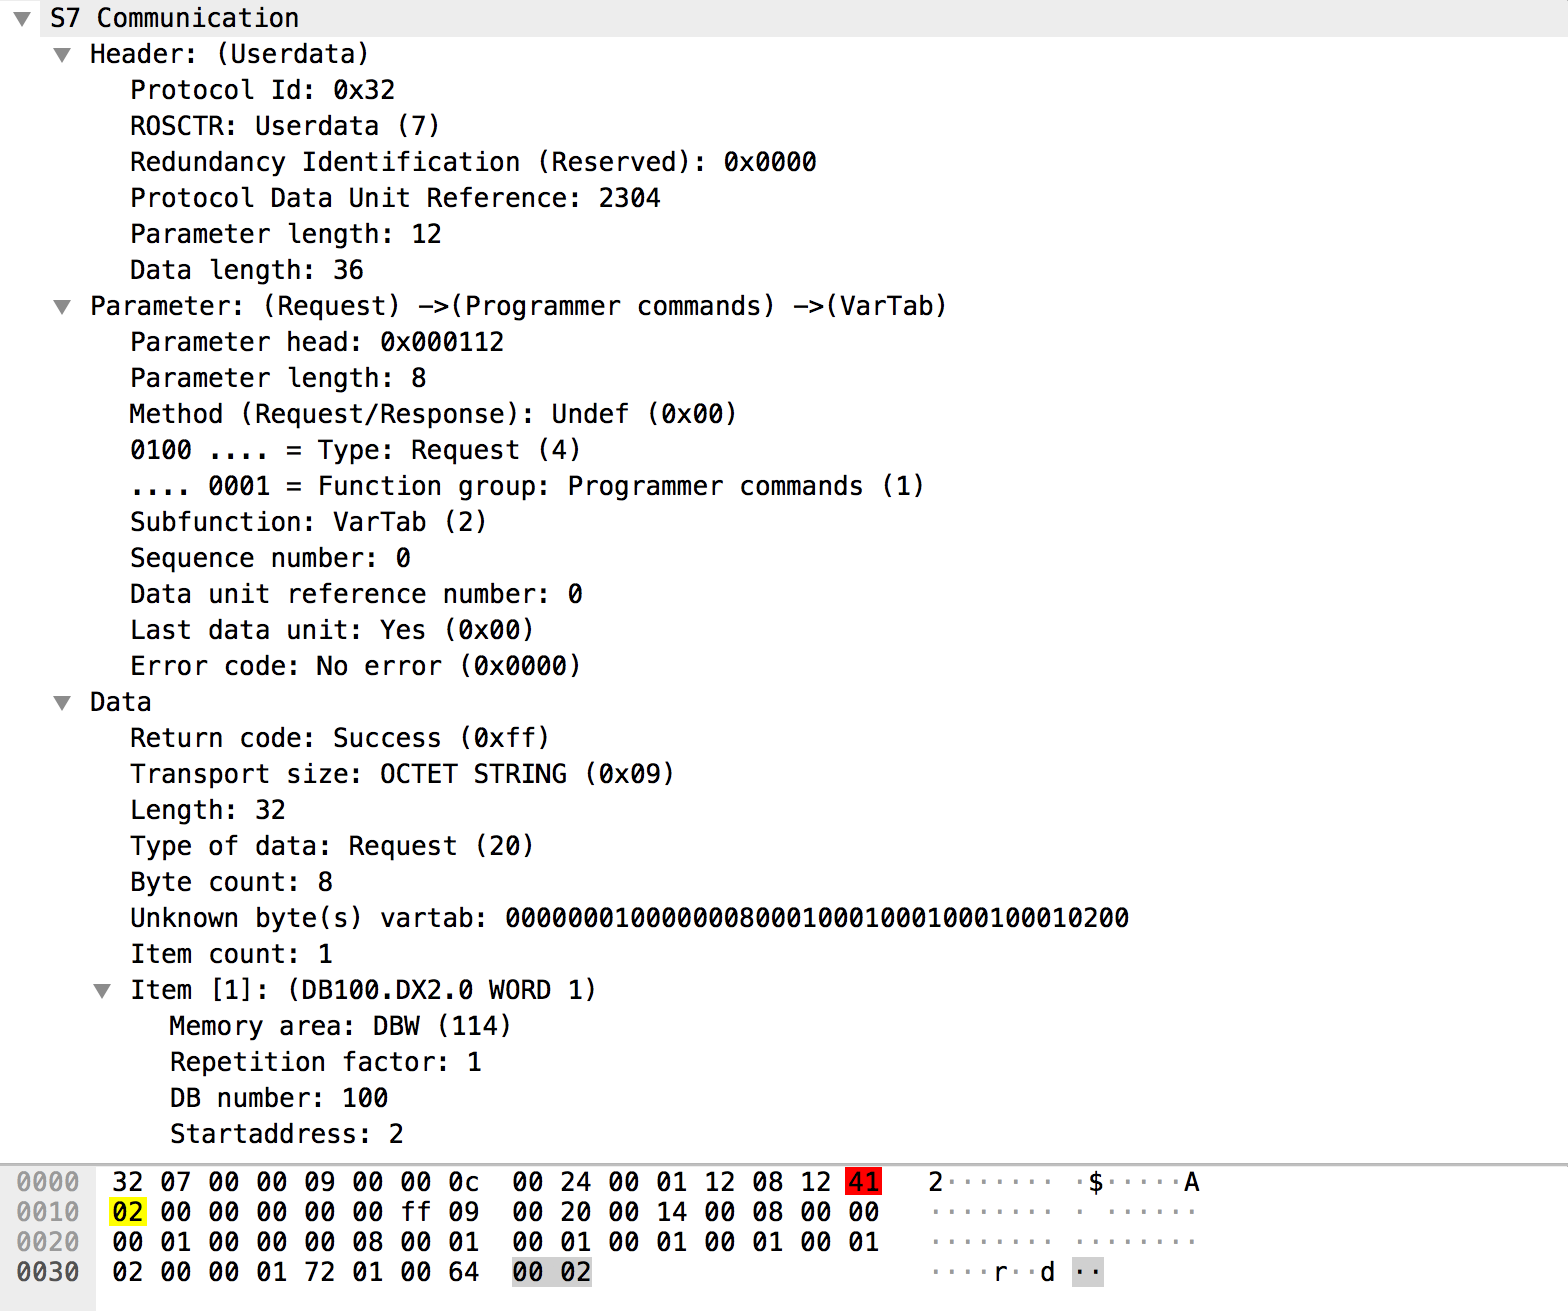 S7 Communication
Header: (Userdata)
Protocol Id: 0x32
ROSCTR: Userdata (7)
Redundancy Identification (Reserved): 0x0000
Protocol Data Unit Reference: 2304
Parameter length: 12
Data length: 36
Parameter: (Request) ->(Programmer commands) ->(VarTab)
Parameter head: 0x000112
Parameter length: 8
Method (Request/Response): Undef (0x00)
0100 .... = Type: Request (4)
.... 0001 = Function group: Programmer commands (1)
Subfunction: VarTab (2)
Sequence number: 0
Data unit reference number: 0
Last data unit: Yes (0x00)
Error code: No error (0x0000)
Data
Return code: Success (0xff)
Transport size: OCTET STRING (0x09)
Length: 32
Type of data: Request (20)
Byte count: 8
Unknown byte(s) vartab: 0000000100000008000100010001000100010200
Item count: 1
Item [1]: (DB100.DX2.0 WORD 1)
Memory area: DBW (114)
Repetition factor: 1
DB number: 100
Startaddress: 2
0000 32 07 00 00 09 00 00 0c 00 24 00 01 12 08 12 41 2······· ·$·····A
0010 02 00 00 00 00 00 ff 09 00 20 00 14 00 08 00 00 ········ · ······
0020 00 01 00 00 00 08 00 01 00 01 00 01 00 01 00 01 ········ ········
0030 02 00 00 01 72 01 00 64 00 02 ····r··d ··